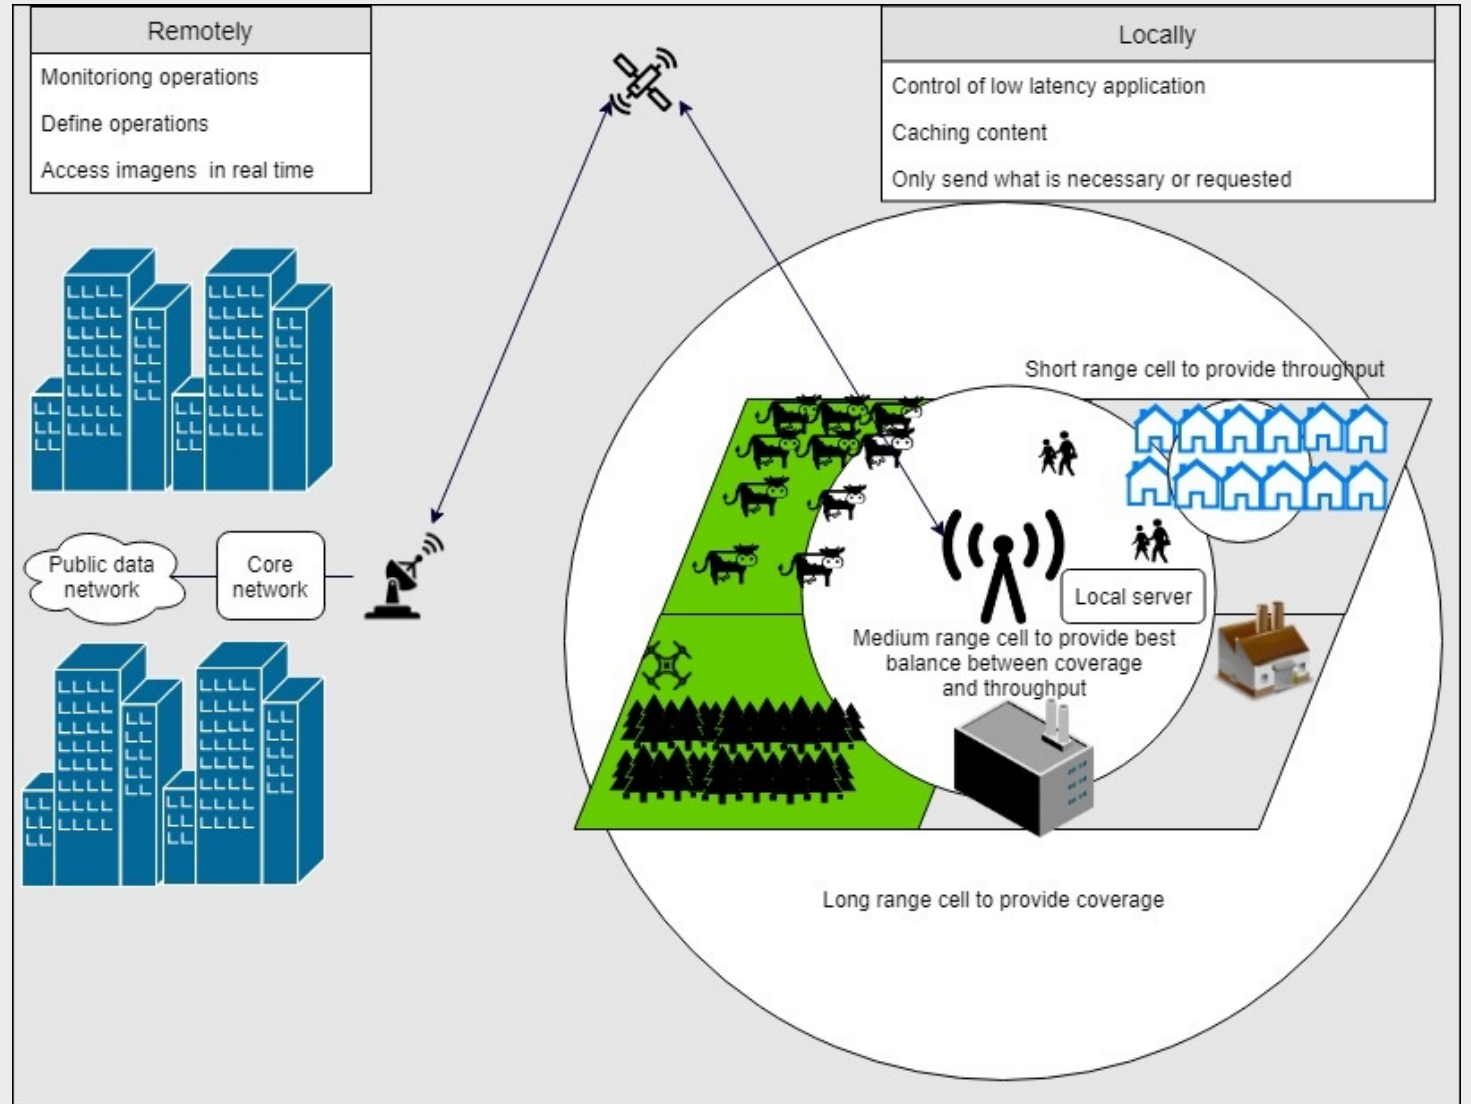 Remotely
Monitoriong operations
Define operations
Access imagens  in real time
Locally
Control of low latency application
Caching content
Only send what is necessary or requested
Short range cell to provide throughput
Public data
network
Core
network
Local server
Medium range cell to provide best
balance between coverage
and throughput
Long range cell to provide coverage